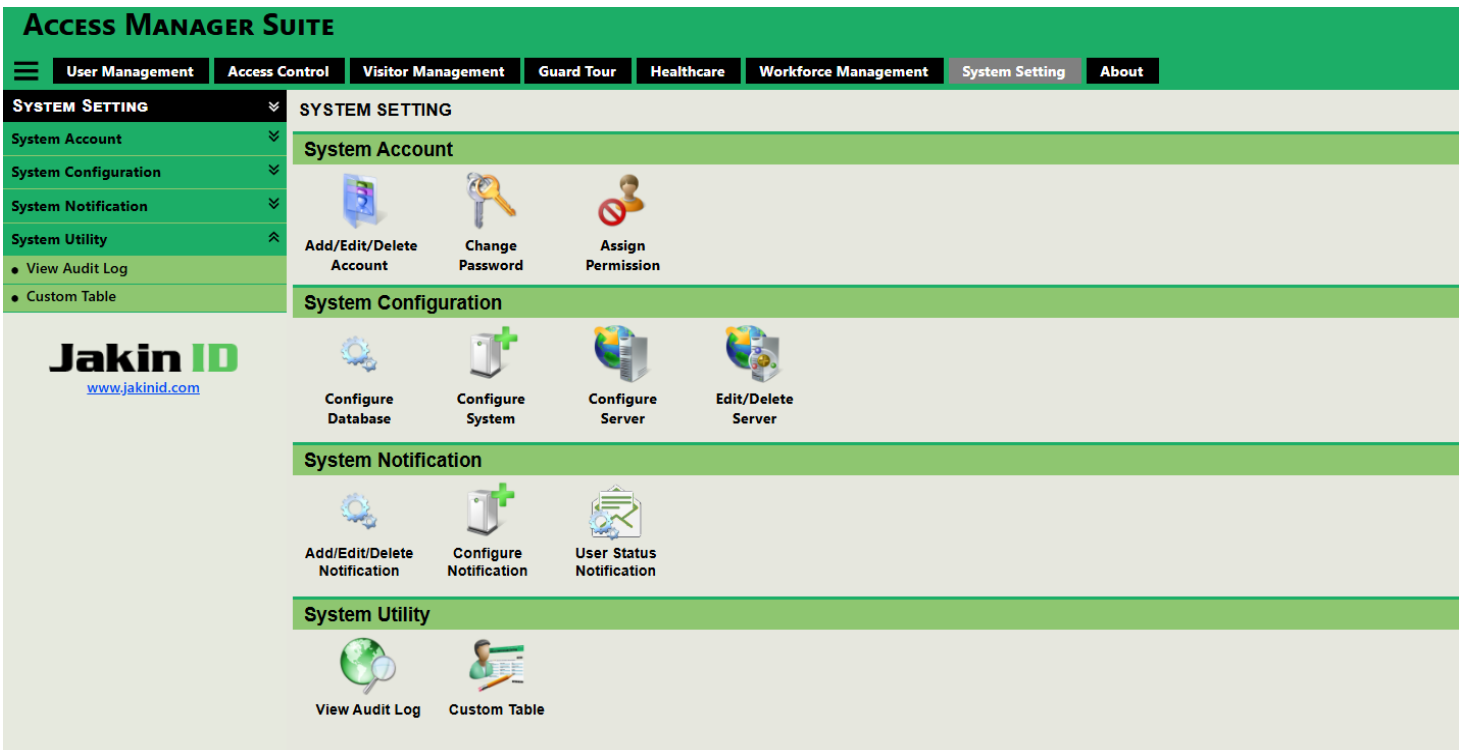 Access Manager Suite
User Management Access Control Visitor Management Guard Tour Healthcare Workforce Management System Setting About
System Setting
System Account
System Configuration
System Notification
System Utility
View Audit Log
Custom Table
Jakin ID
www.jakinid.com
SYSTEM SETTING
System Account
Add/Edit/Delete Account
Change Password
Assign Permission
System Configuration
Configure Database
Configure System
Configure Server
Edit/Delete Server
System Notification
Add/Edit/Delete Notification
Configure Notification
User Status Notification
System Utility
View Audit Log
Custom Table